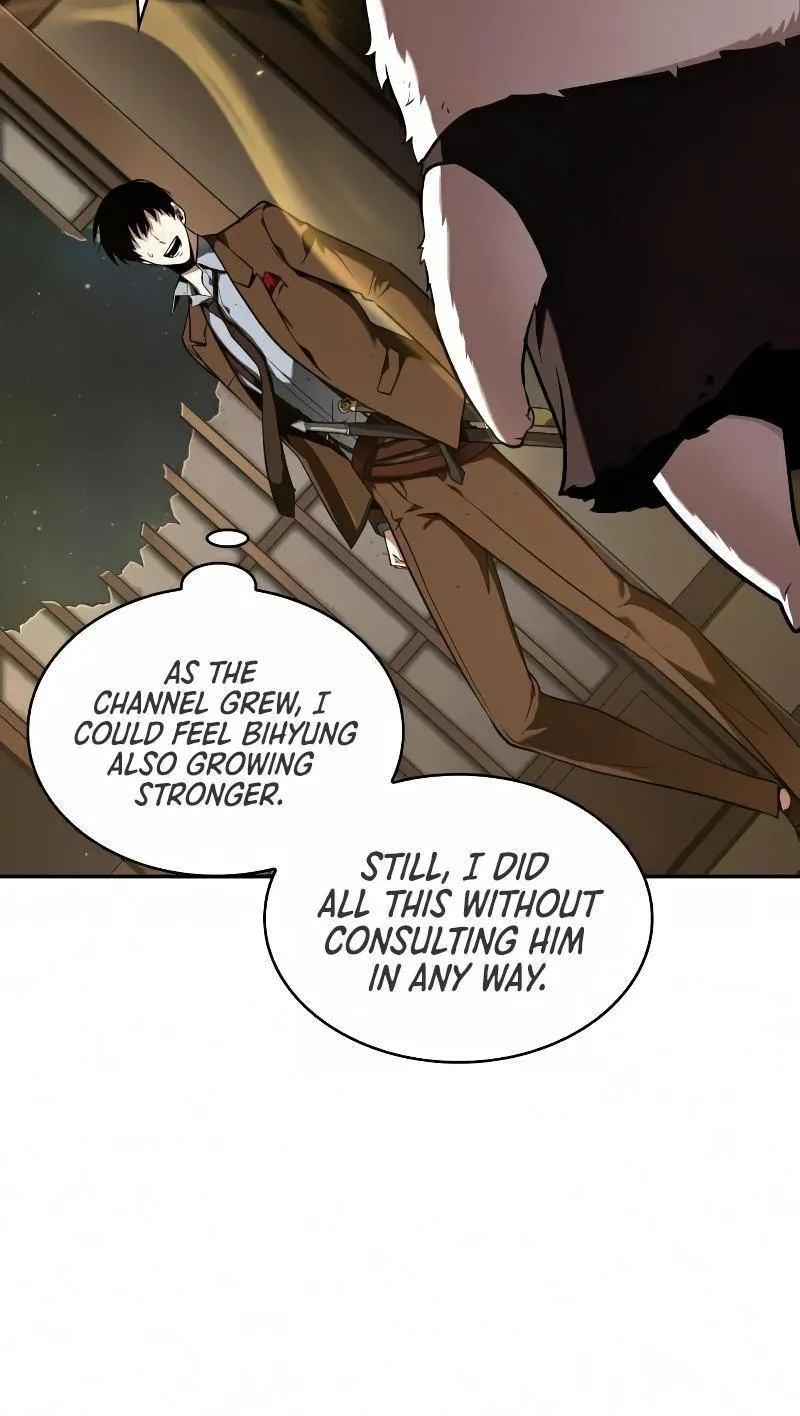 AS THE
CHANNEL GREW, I
COULD FEEL BIHYUNG
ALSO GROWING
STRONGER.
STILL, I DID
ALL THIS WITHOUT
CONSULTING HIM
IN ANY WAY.